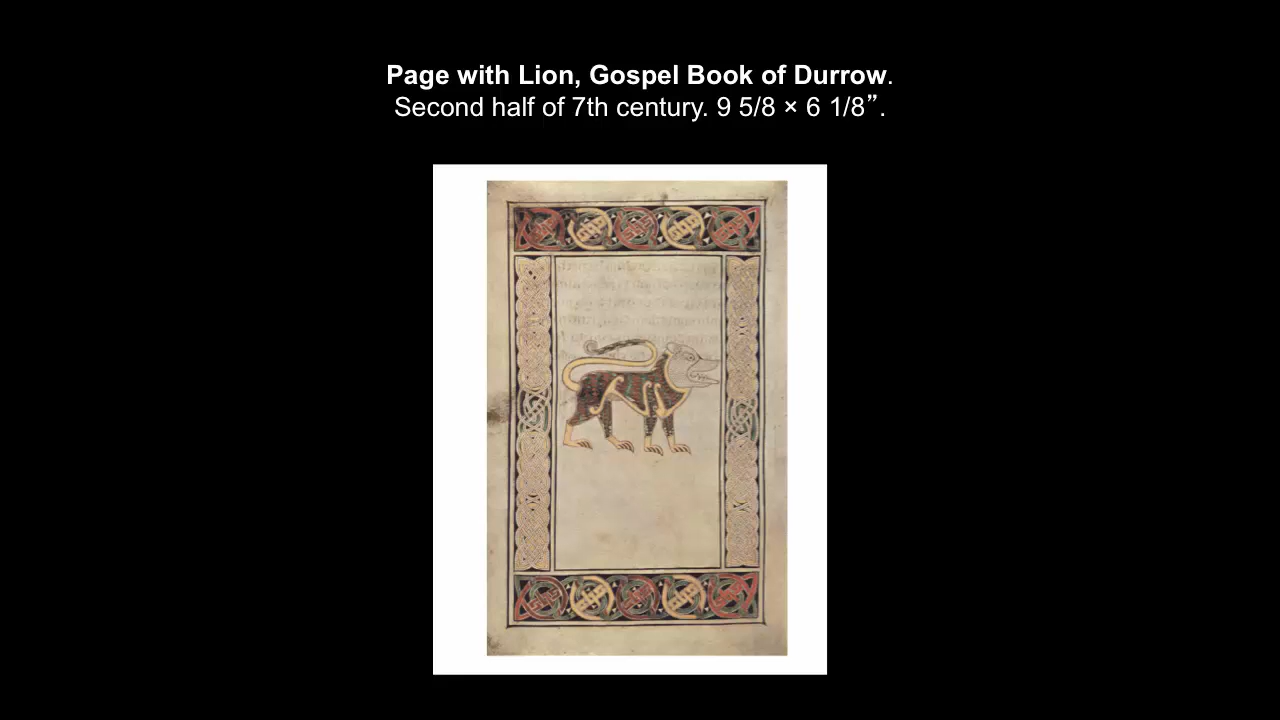 Page with Lion, Gospel Book of Durrow.
Second half of 7th century. 9 5/8 × 6 1/8”.